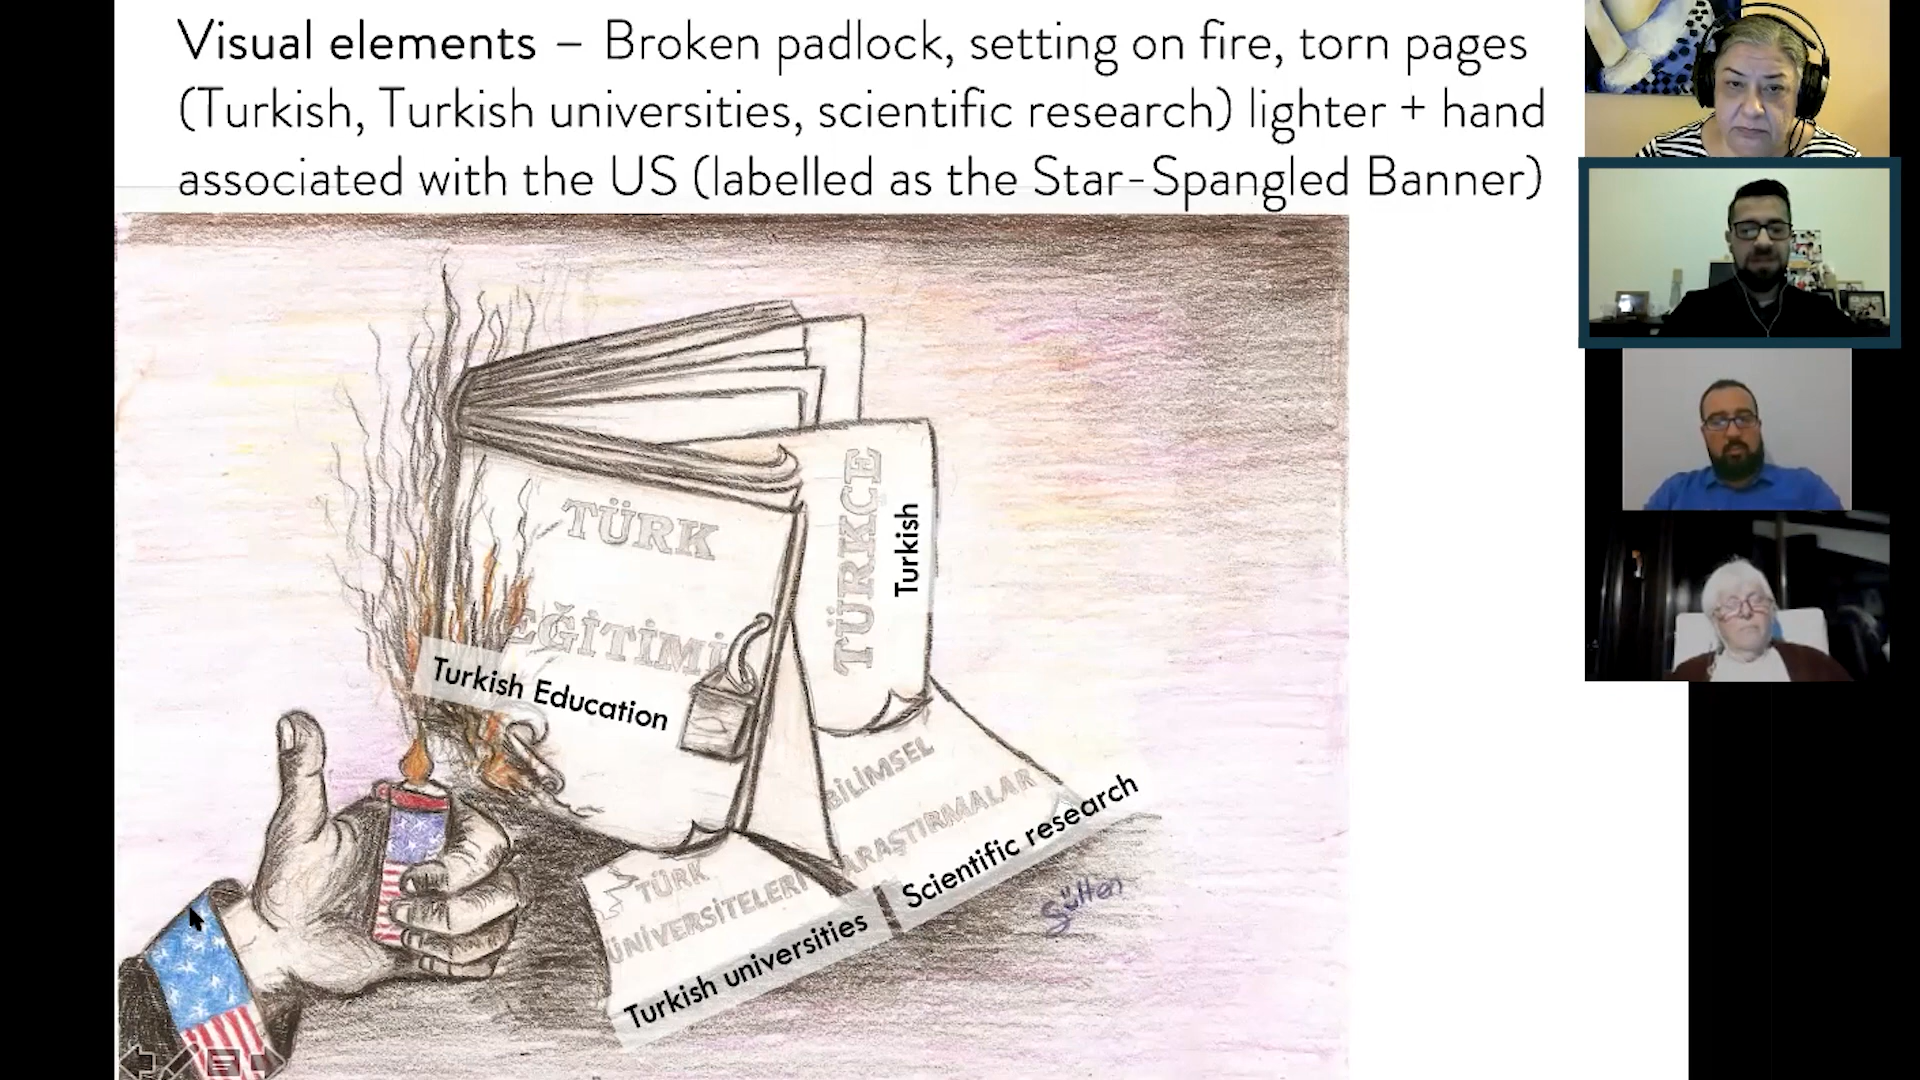 Visual elements – Broken padlock, setting on fire, torn pages
(Turkish, Turkish universities, scientific research) lighter + hand
associated with the US (labelled as the Star-Spangled Banner)
TÜRK
EĞİTİMİ
Turkish Education
TÜRKÇE
Turkish
BİLİMSEL
ARAŞTIRMALAR
Scientific research
TÜRK
ÜNİVERSİTELERİ
Turkish universities
Sülten